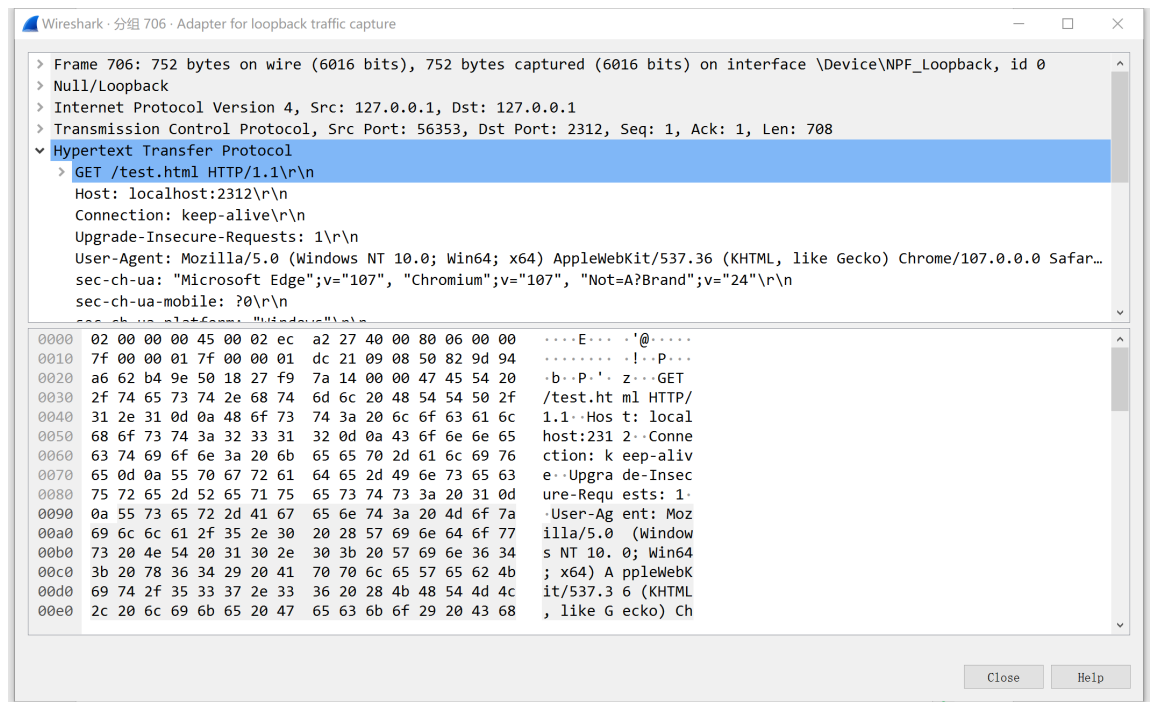 Wireshark · 分组 706 · Adapter for loopback traffic capture
Frame 706: 752 bytes on wire (6016 bits), 752 bytes captured (6016 bits) on interface \Device\NPF_Loopback, id 0
Null/Loopback
Internet Protocol Version 4, Src: 127.0.0.1, Dst: 127.0.0.1
Transmission Control Protocol, Src Port: 56353, Dst Port: 2312, Seq: 1, Ack: 1, Len: 708
Hypertext Transfer Protocol
GET /test.html HTTP/1.1\r\n
Host: localhost:2312\r\n
Connection: keep-alive\r\n
Upgrade-Insecure-Requests: 1\r\n
User-Agent: Mozilla/5.0 (Windows NT 10.0; Win64; x64) AppleWebKit/537.36 (KHTML, like Gecko) Chrome/107.0.0.0 Safar…
sec-ch-ua: "Microsoft Edge";v="107", "Chromium";v="107", "Not=A?Brand";v="24"\r\n
sec-ch-ua-mobile: ?0\r\n
sec-ch-ua-platform: "Windows"\r\n
0000 02 00 00 00 45 00 02 ec a2 27 40 00 80 06 00 00 ····E··· ·'@·····
0010 7f 00 00 01 7f 00 00 01 dc 21 09 08 50 82 9d 94 ········ ·!··P···
0020 a6 62 b4 9e 50 18 27 f9 7a 14 00 00 47 45 54 20 ·b··P·'· z···GET
0030 2f 74 65 73 74 2e 68 74 6d 6c 20 48 54 54 50 2f /test.ht ml HTTP/
0040 31 2e 31 0d 0a 48 6f 73 74 3a 20 6c 6f 63 61 6c 1.1··Hos t: local
0050 68 6f 73 74 3a 32 33 31 32 0d 0a 43 6f 6e 6e 65 host:231 2··Conne
0060 63 74 69 6f 6e 3a 20 6b 65 65 70 2d 61 6c 69 76 ction: k eep-aliv
0070 65 0d 0a 55 70 67 72 61 64 65 2d 49 6e 73 65 63 e··Upgra de-Insec
0080 75 72 65 2d 52 65 71 75 65 73 74 73 3a 20 31 0d ure-Requ ests: 1·
0090 0a 55 73 65 72 2d 41 67 65 6e 74 3a 20 4d 6f 7a ·User-Ag ent: Moz
00a0 69 6c 6c 61 2f 35 2e 30 20 28 57 69 6e 64 6f 77 illa/5.0 (Window
00b0 73 20 4e 54 20 31 30 2e 30 3b 20 57 69 6e 36 34 s NT 10. 0; Win64
00c0 3b 20 78 36 34 29 20 41 70 70 6c 65 57 65 62 4b ; x64) A ppleWebK
00d0 69 74 2f 35 33 37 2e 33 36 20 28 4b 48 54 4d 4c it/537.3 6 (KHTML
00e0 2c 20 6c 69 6b 65 20 47 65 63 6b 6f 29 20 43 68 , like G ecko) Ch
Close Help